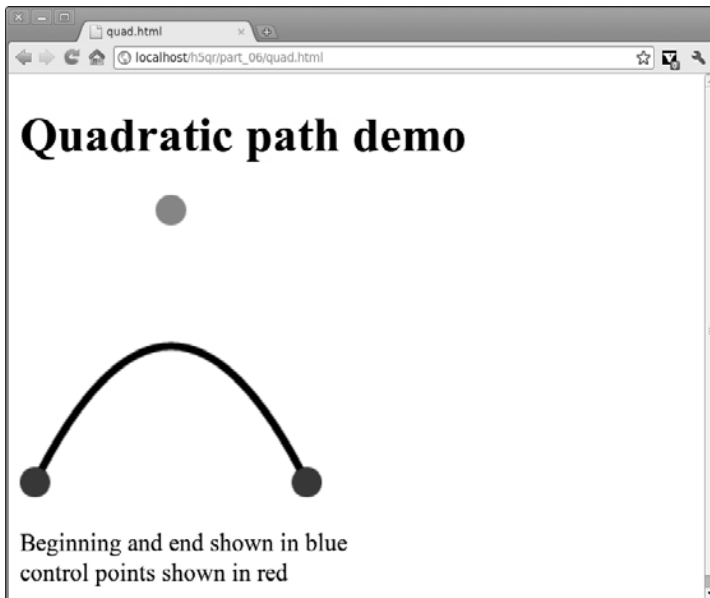 quad.html
localhost/h5qr/part_06/quad.html
Quadratic path demo
Beginning and end shown in blue
control points shown in red